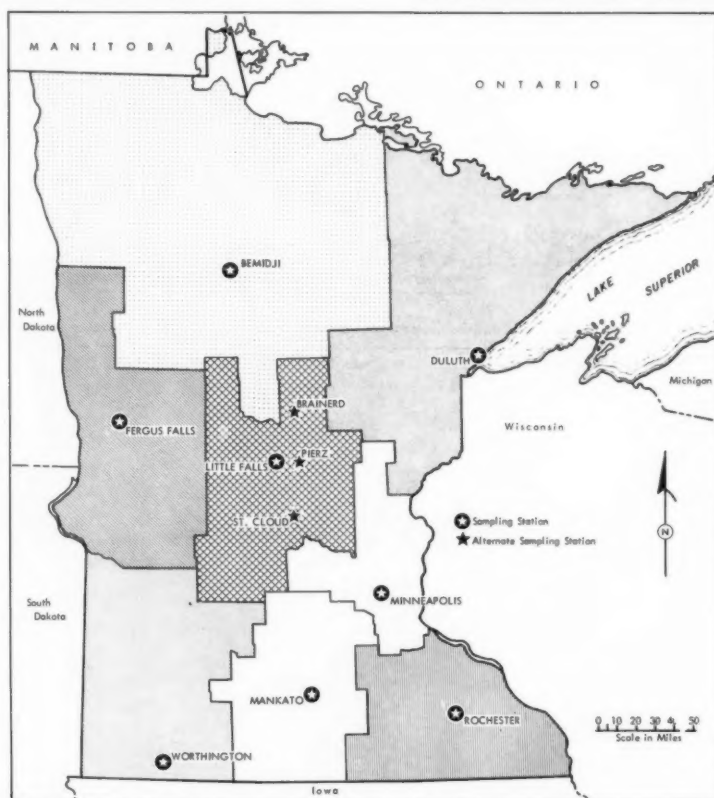 MANITOBA
ONTARIO
BEMIDJI
North
Dakota
LAKE SUPERIOR
DULUTH
Michigan
BRAINERD
FERGUS FALLS
Wisconsin
LITTLE FALLS
PIERZ
ST. CLOUD
Sampling Station
Alternate Sampling Station
N
South
Dakota
MINNEAPOLIS
MANKATO
ROCHESTER
0 5 10 20 30 40 50
Scale in Miles
WORTHINGTON
Iowa